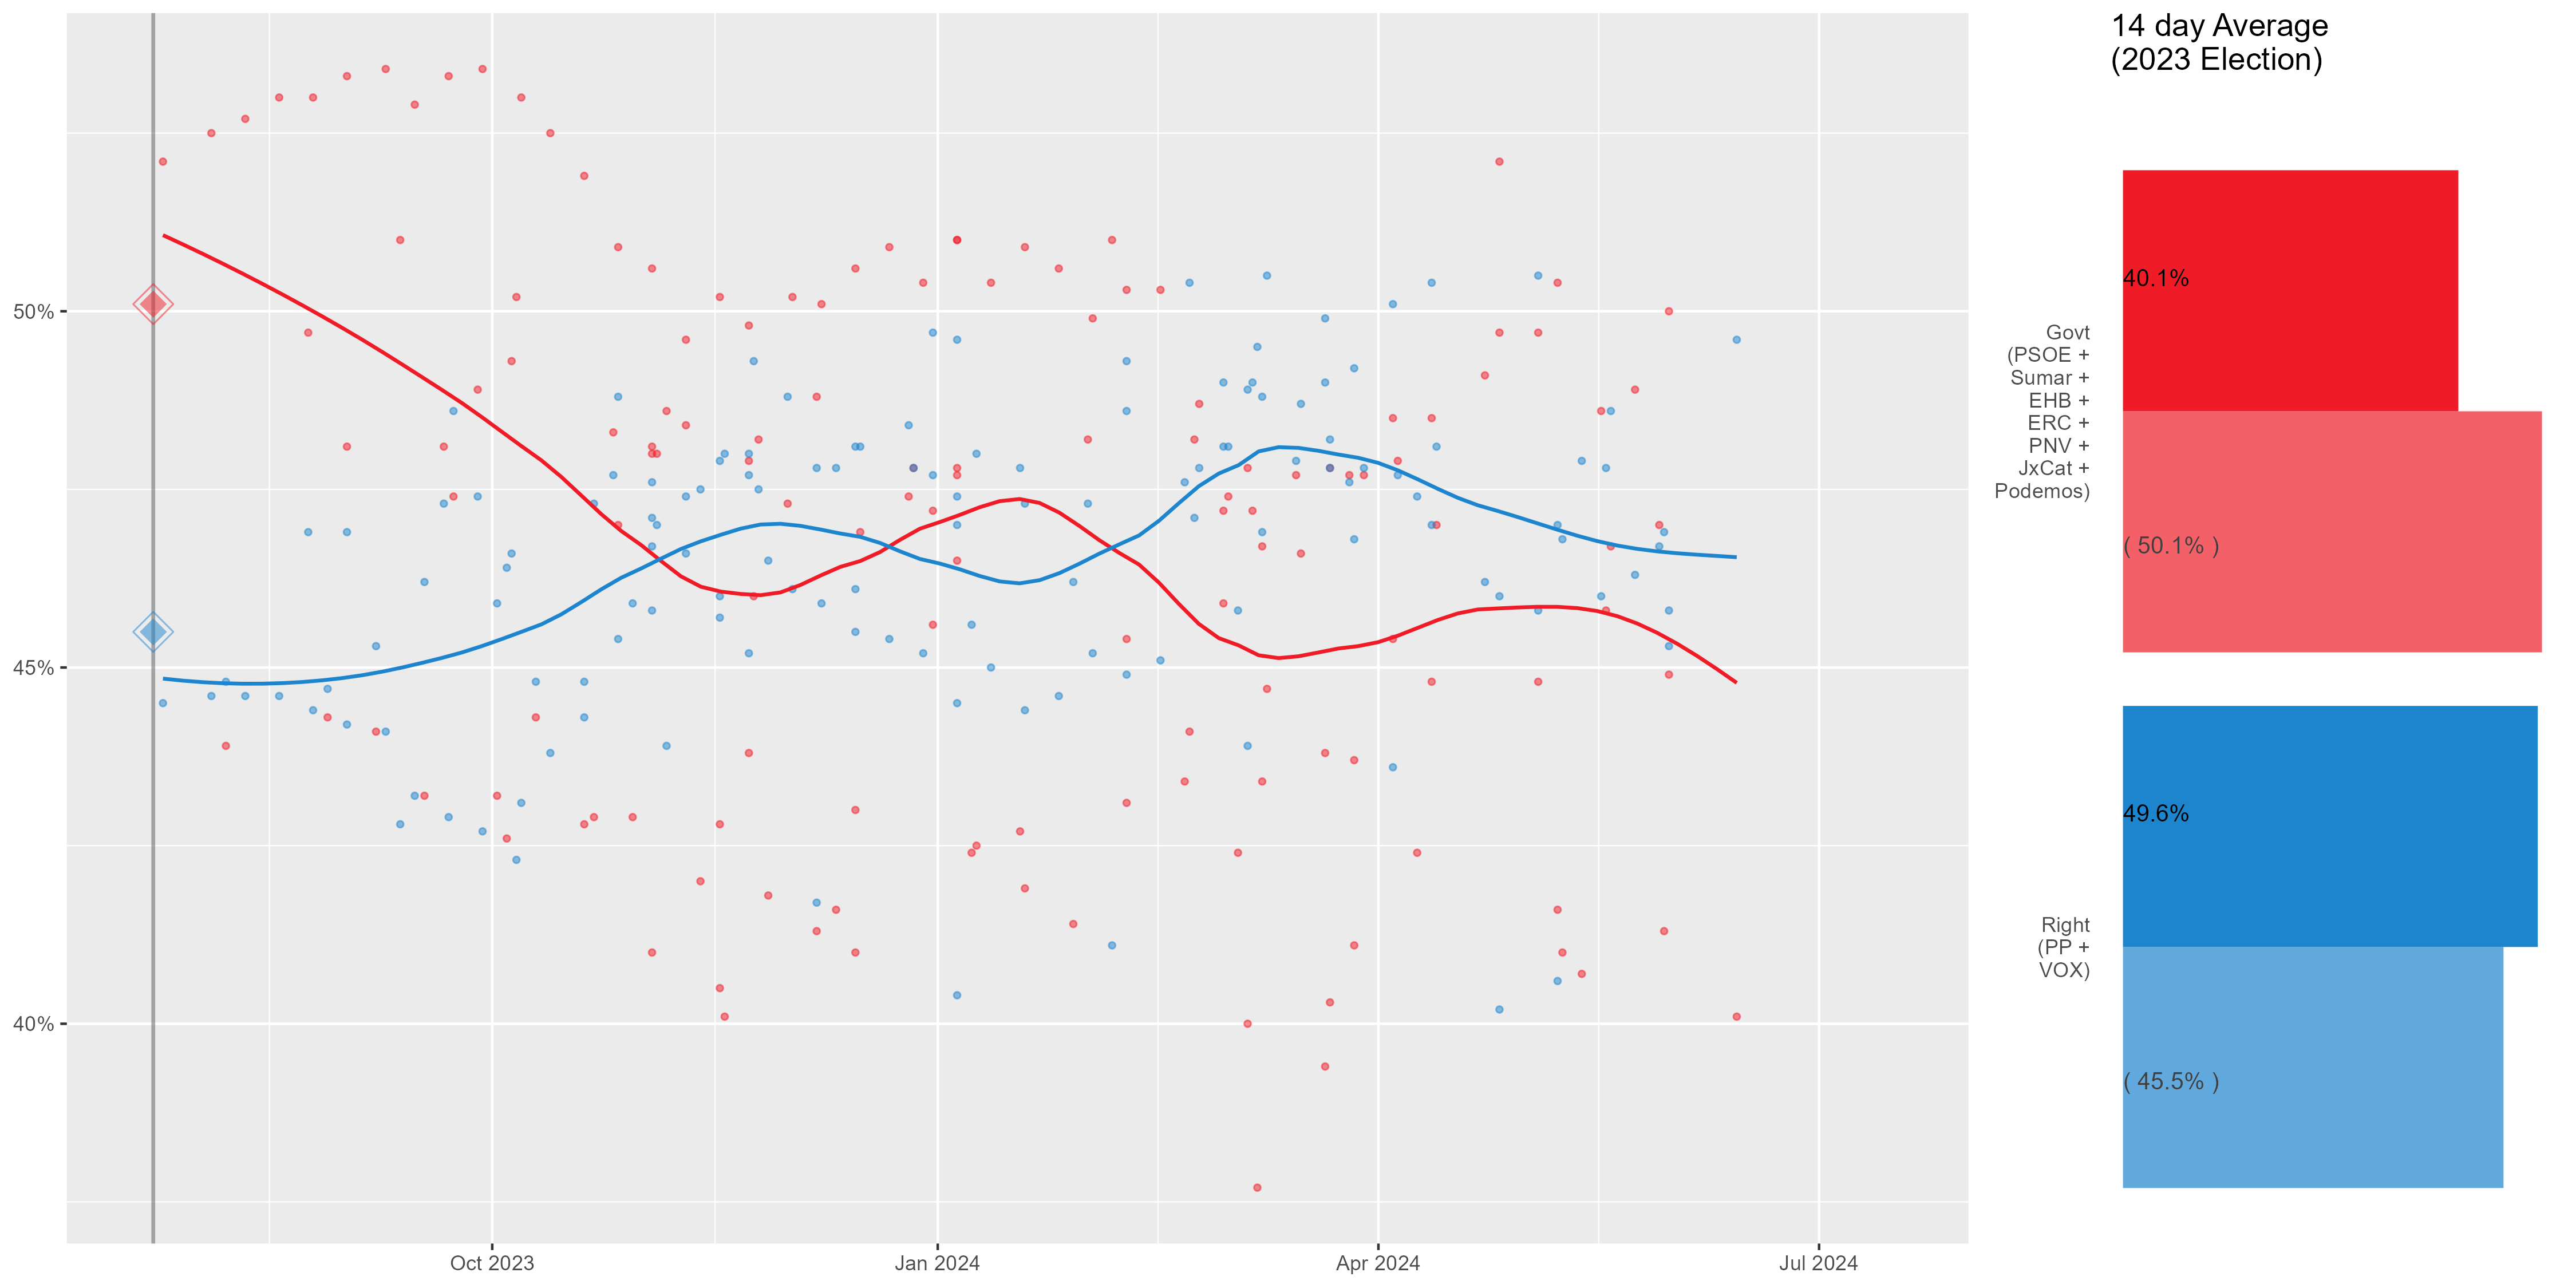 14 day Average
(2023 Election)
50%
45%
40%
Oct 2023
Jan 2024
Apr 2024
Jul 2024
Govt
(PSOE +
Sumar +
EHB +
ERC +
PNV +
JxCat +
Podemos)
40.1%
( 50.1% )
Right
(PP +
VOX)
49.6%
( 45.5% )